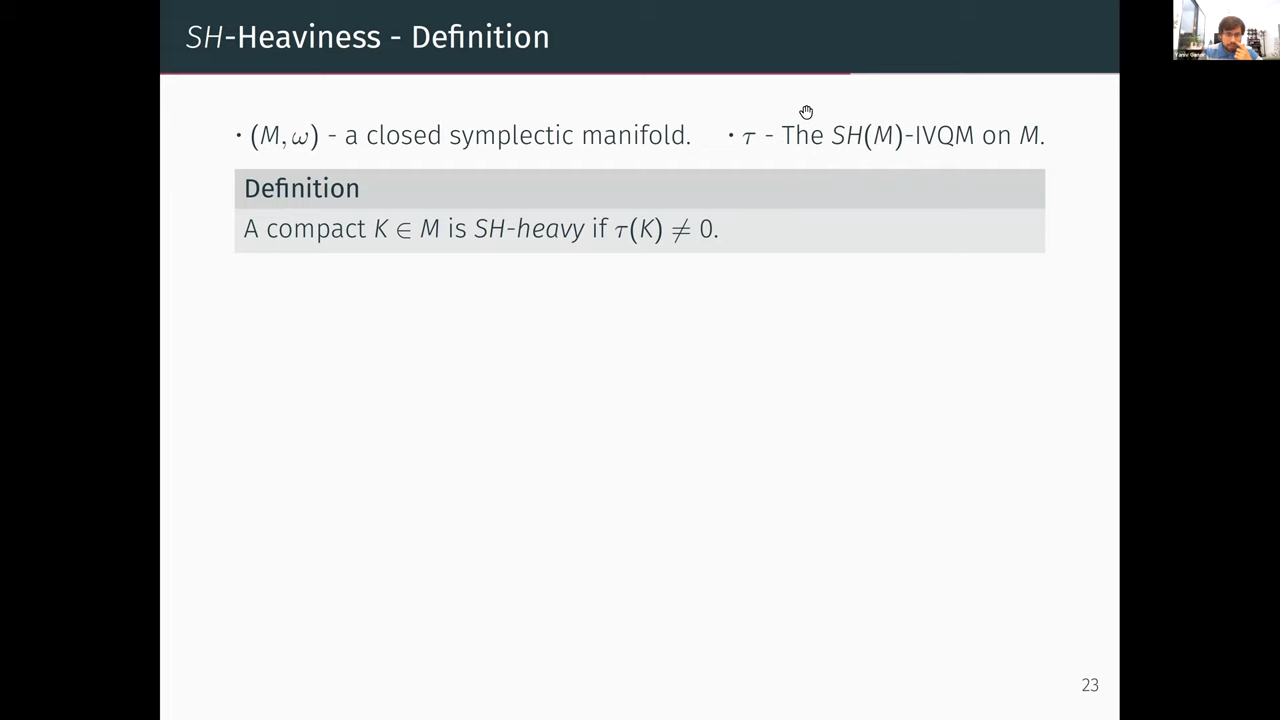 SH-Heaviness - Definition
• (M, ω) - a closed symplectic manifold. • τ - The SH(M)-IVQM on M.
Definition
A compact K ∈ M is SH-heavy if τ(K) ≠ 0.
23